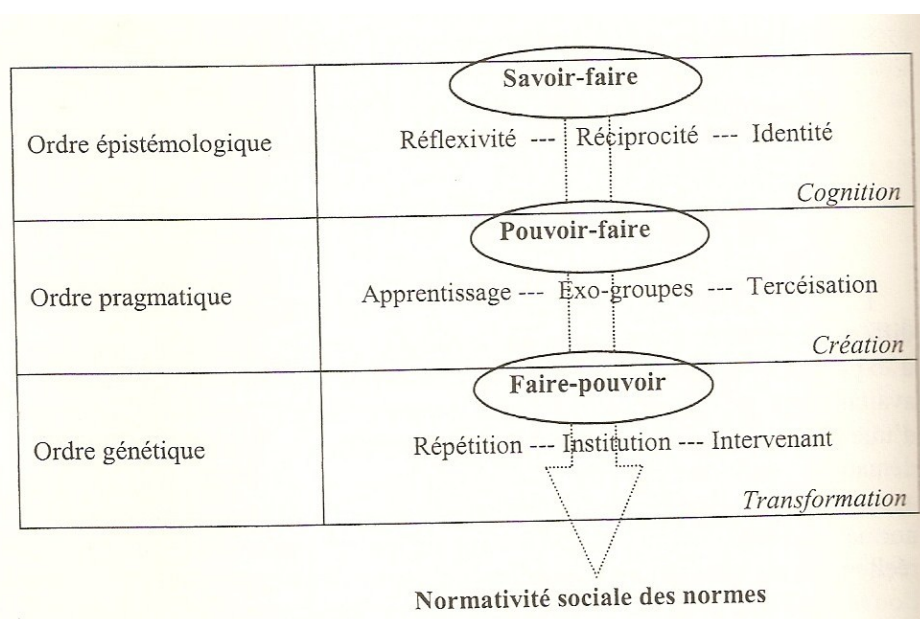 Savoir-faire
Ordre épistémologique
Réflexivité --- Réciprocité --- Identité
Cognition
Pouvoir-faire
Ordre pragmatique
Apprentissage --- Exo-groupes --- Tercéisation
Création
Faire-pouvoir
Ordre génétique
Répétition --- Institution --- Intervenant
Transformation
Normativité sociale des normes